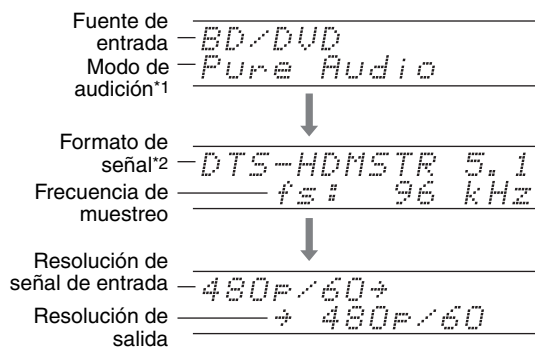 Fuente de
entrada
BD/DVD
Modo de
audición*1
Pure Audio
Formato de
señal*2
DTS-HDMSTR 5.1
Frecuencia de
muestreo
fs: 96 kHz
Resolución de
señal de entrada
480p/60→
Resolución de
salida
→ 480p/60